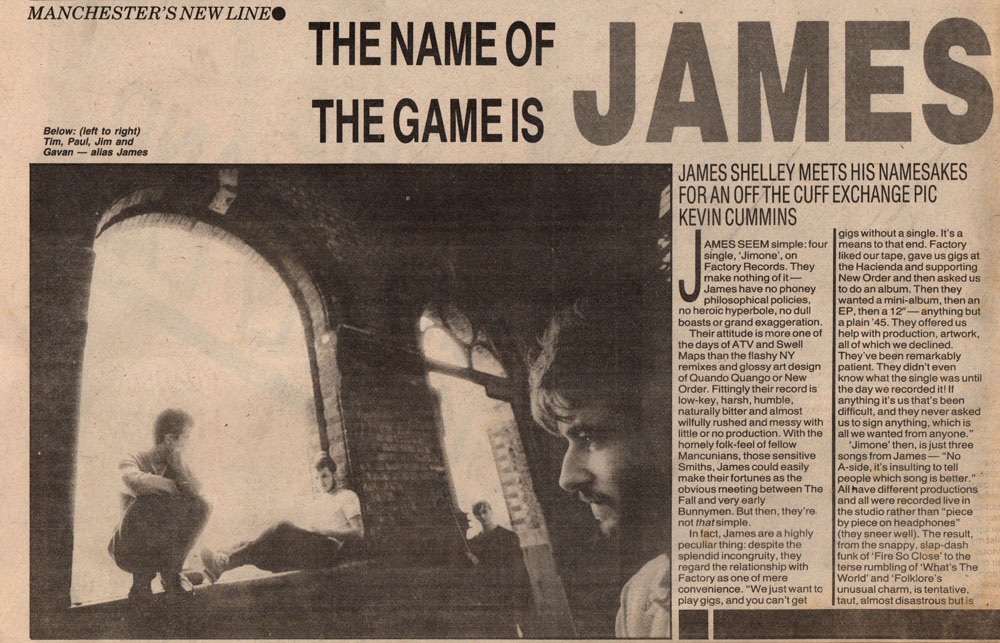 MANCHESTER'S NEW LINE●
THE NAME OF
THE GAME IS
JAMES
Below: (left to right)
Tim, Paul, Jim and
Gavan — alias James
JAMES SHELLEY MEETS HIS NAMESAKES
FOR AN OFF THE CUFF EXCHANGE PIC
KEVIN CUMMINS
JAMES SEEM simple: four
single, 'Jimone', on
Factory Records. They
make nothing of it —
James have no phoney
philosophical policies,
no heroic hyperbole, no dull
boasts or grand exaggeration.
Their attitude is more one of
the days of ATV and Swell
Maps than the flashy NY
remixes and glossy art design
of Quando Quango or New
Order. Fittingly their record is
low-key, harsh, humble,
naturally bitter and almost
wilfully rushed and messy with
little or no production. With the
homely folk-feel of fellow
Mancunians, those sensitive
Smiths, James could easily
make their fortunes as the
obvious meeting between The
Fall and very early
Bunnymen. But then, they're
not that simple.
In fact, James are a highly
peculiar thing: despite the
splendid incongruity, they
regard the relationship with
Factory as one of mere
convenience. "We just want to
play gigs, and you can't get
gigs without a single. It's a
means to that end. Factory
liked our tape, gave us gigs at
the Hacienda and supporting
New Order and then asked us
to do an album. Then they
wanted a mini-album, then an
EP, then a 12" — anything but
a plain '45. They offered us
help with production, artwork,
all of which we declined.
They've been remarkably
patient. They didn't even
know what the single was until
the day we recorded it! If
anything it's us that's been
difficult, and they never asked
us to sign anything, which is
all we wanted from anyone."
'Jimone' then, is just three
songs from James — "No
A-side, it's insulting to tell
people which song is better."
All have different productions
and all were recorded live in
the studio rather than "piece
by piece on headphones"
(they sneer well). The result,
from the snappy, slap-dash
funk of 'Fire So Close' to the
terse rumbling of 'What's The
World' and 'Folklore's
unusual charm, is tentative,
taut, almost disastrous but is